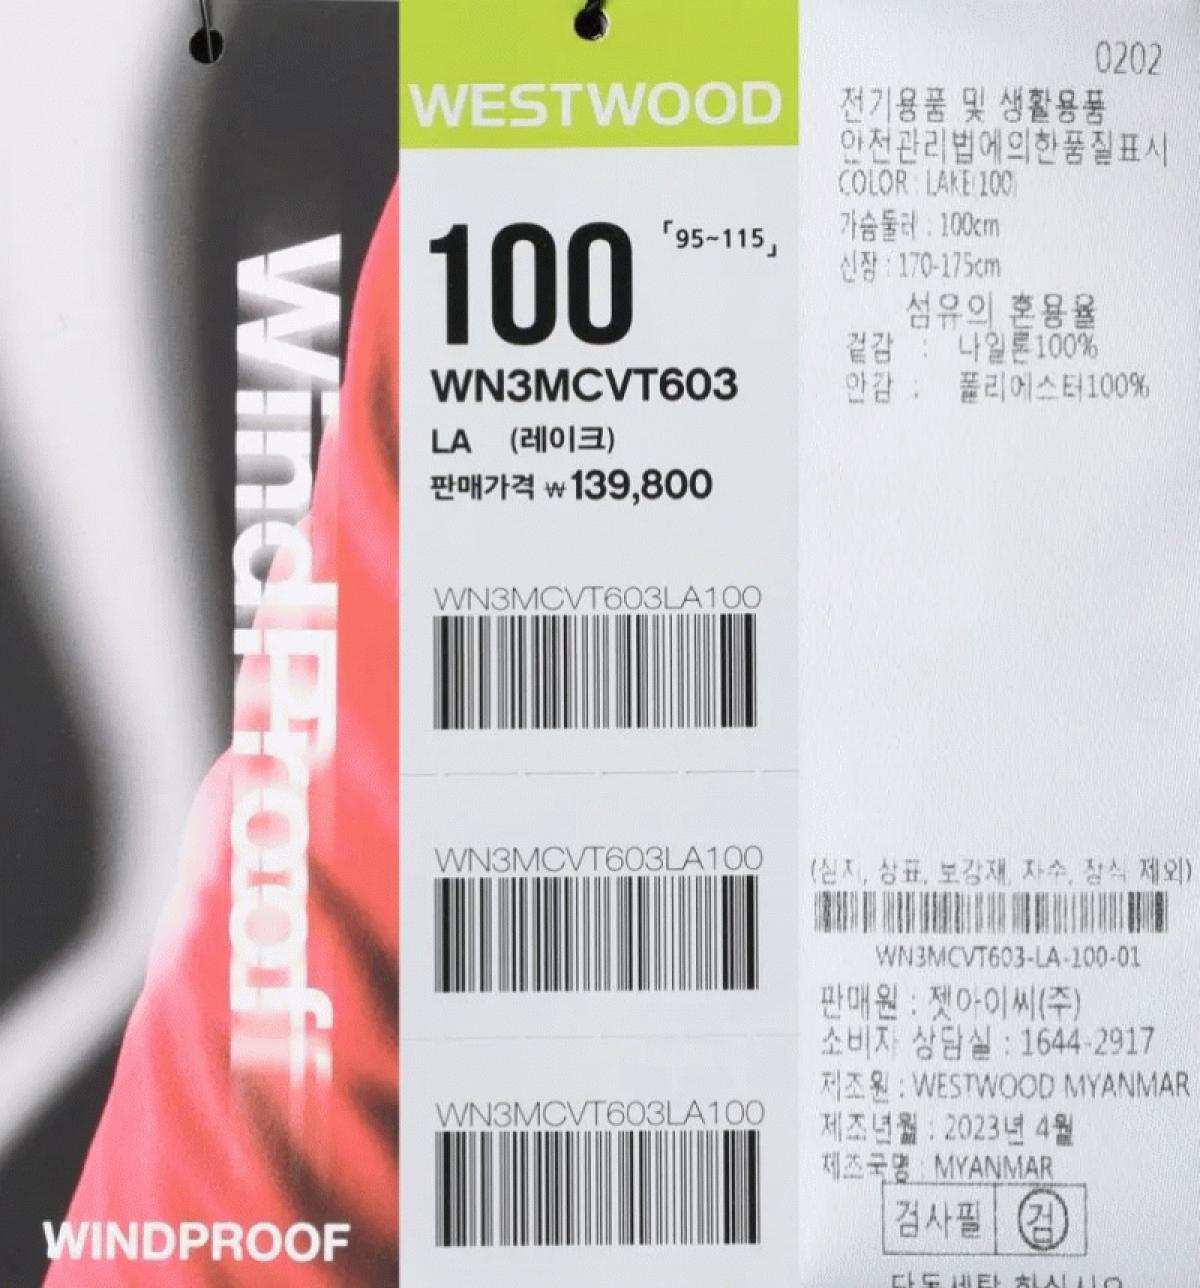 Wind Proof
WINDPROOF
WESTWOOD
100 「95~115」
WN3MCVT603
LA (레이크)
판매가격 ₩139,800
WN3MCVT603LA100
WN3MCVT603LA100
WN3MCVT603LA100
0202
전기용품 및 생활용품
안전관리법에의한품질표시
COLOR : LAKE(100)
가슴둘레 : 100cm
신장 : 170-175cm
섬유의 혼용율
겉감 : 나일론100%
안감 : 폴리에스터100%
(심지, 상표, 보강재, 자수, 장식 제외)
WN3MCVT603-LA-100-01
판매원 : 젯아이씨(주)
소비자 상담실 : 1644-2917
제조원 : WESTWOOD MYANMAR
제조년월 : 2023년 4월
제조국명 : MYANMAR
검사필 검